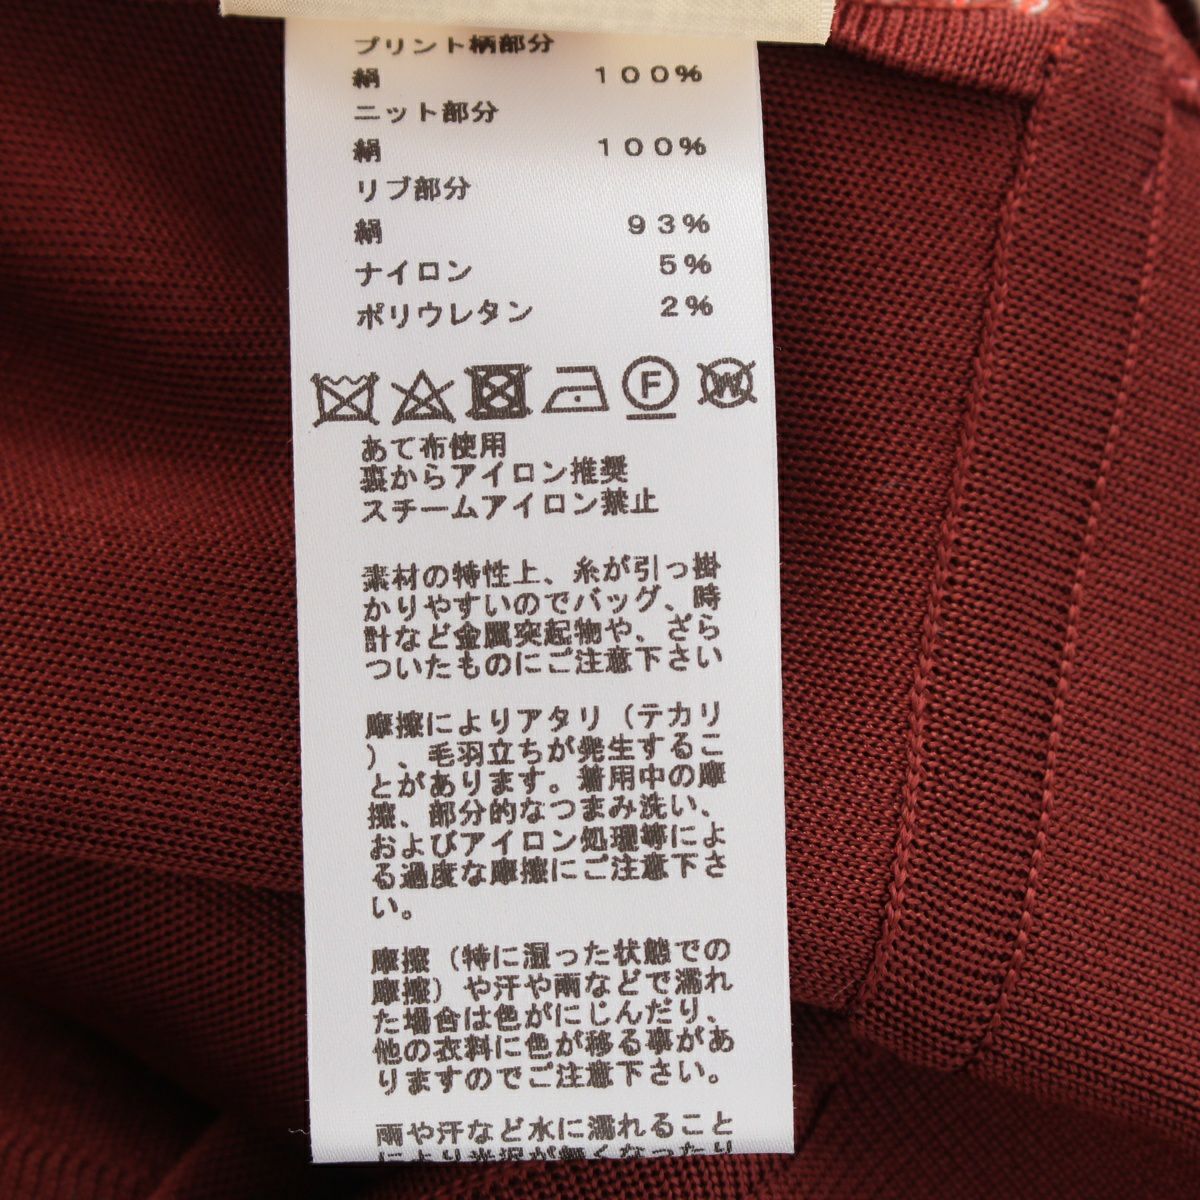 プリント柄部分
絹 100%
ニット部分
絹 100%
リブ部分
絹 93%
ナイロン 5%
ポリウレタン 2%
F W
あて布使用
裏からアイロン推奨
スチームアイロン禁止
素材の特性上、糸が引っ掛
かりやすいのでバッグ、時
計など金属突起物や、ざら
ついたものにご注意下さい
摩擦によりアタリ（テカリ
）、毛羽立ちが発生するこ
とがあります。着用中の摩
擦、部分的なつまみ洗い、
およびアイロン処理等によ
る過度な摩擦にご注意下さ
い。
摩擦（特に湿った状態での
摩擦）や汗や雨などで濡れ
た場合は色がにじんだり、
他の衣料に色が移る事があ
りますのでご注意下さい。
雨や汗など水に濡れること
により光沢が無くなったり